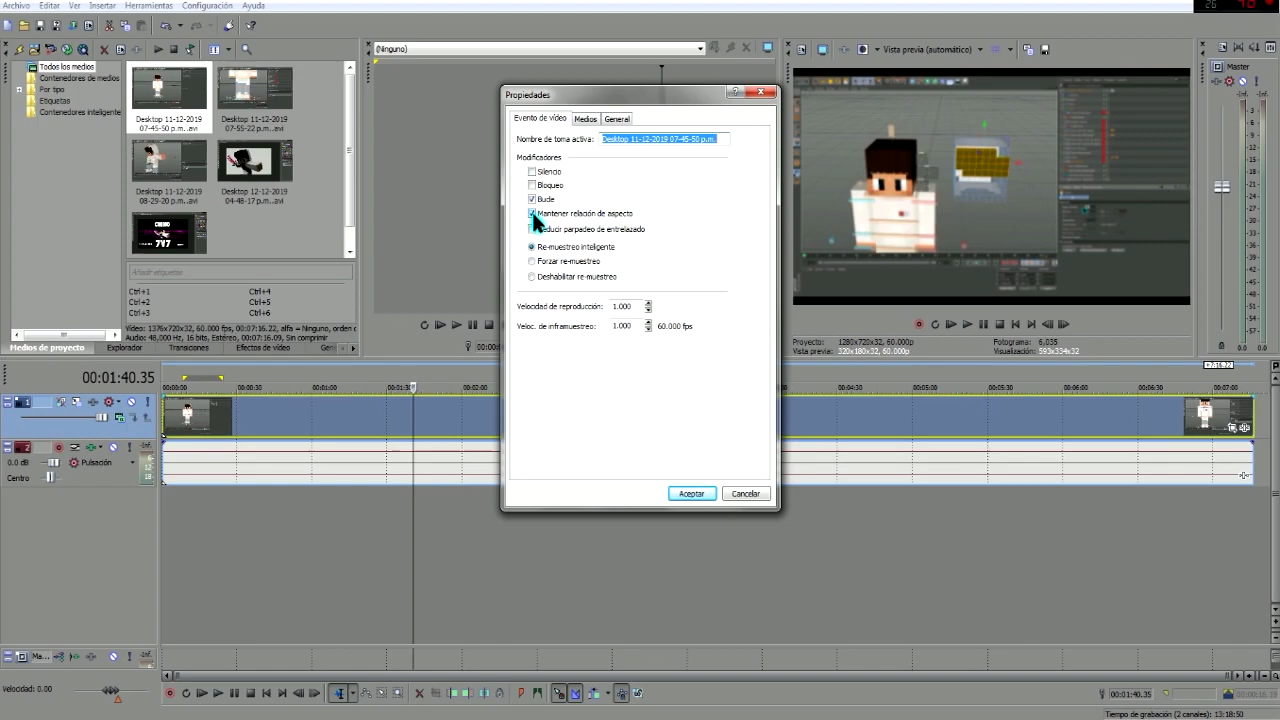 Archivo Editar Ver Insertar Herramientas Configuración Ayuda
Todos los medios
Contenedores de medios
Por tipo
Etiquetas
Contenedores inteligente
Desktop 11-12-2019 07-45-50 p.m..avi
Desktop 11-12-2019 07-55-22 p.m..avi
Desktop 11-12-2019 08-29-20 p.m..avi
Desktop 12-12-2019 04-48-17 p.m..avi
Añadir etiquetas
Ctrl+1 Ctrl+4
Ctrl+2 Ctrl+5
Ctrl+3 Ctrl+6
Vídeo: 1376x720x32, 60.000 fps; 00:07:16.22, alfa = Ninguno, orden c
Audio: 48,000 Hz, 16 bits, Estéreo, 00:07:16.09, Sin comprimir
Medios de proyecto Explorador Transiciones Efectos de vídeo
(Ninguno)
Propiedades
Evento de vídeo Medios General
Nombre de toma activa: Desktop 11-12-2019 07-45-50 p.m.
Modificadores
Silencio
Bloqueo
Bucle
Mantener relación de aspecto
Reducir parpadeo de entrelazado
Re-muestreo inteligente
Forzar re-muestreo
Deshabilitar re-muestreo
Velocidad de reproducción: 1.000
Veloc. de inframuestreo: 1.000 60.000 fps
Aceptar Cancelar
Vista previa (automático)
Proyecto: 1280x720x32, 60.000p Fotograma: 6,035
Vista previa: 320x180x32, 60.000p Visualización: 593x334x32
Master
00:01:40.35
+7:16.22
00:00:00 00:00:30 00:01:00 00:01:30 00:02:00 00:04:30 00:05:00 00:05:30 00:06:00 00:06:30 00:07:00
1
2
0.0 dB Pulsación
Centro
Ma...
Velocidad: 0.00
00:01:40.35
Tiempo de grabación (2 canales): 13:18:50